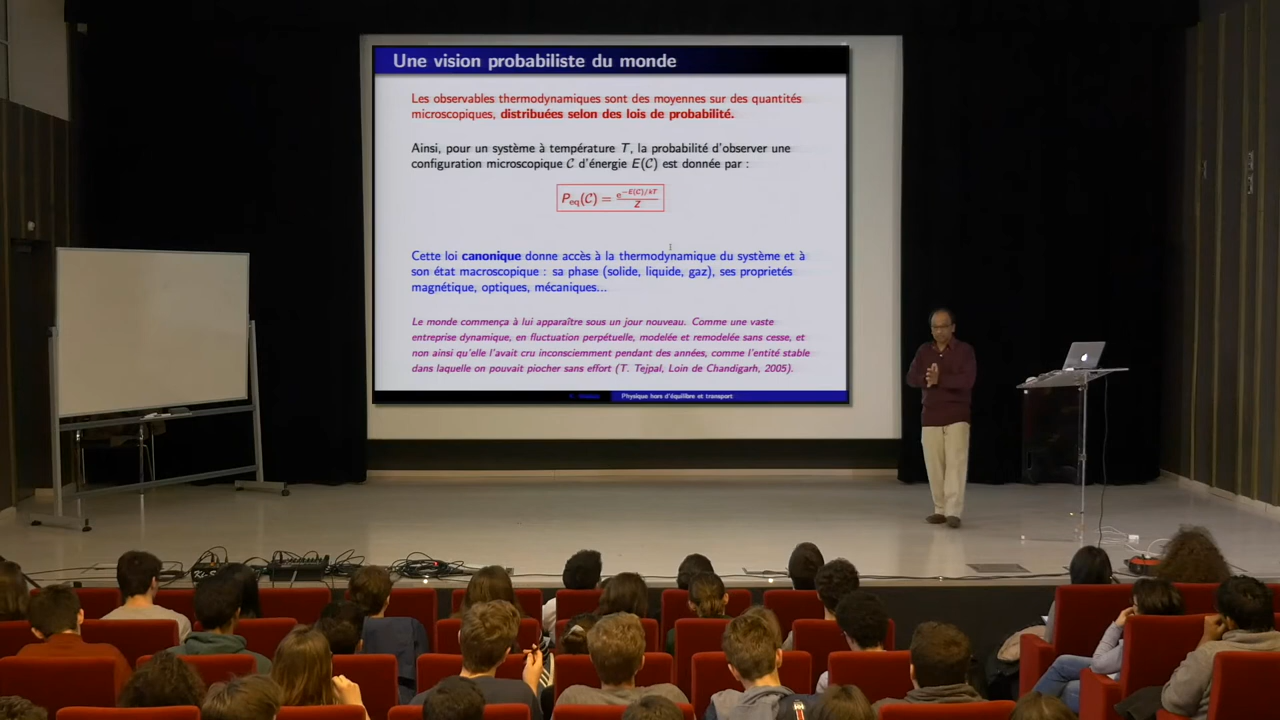 Une vision probabiliste du monde
Les observables thermodynamiques sont des moyennes sur des quantités
microscopiques, distribuées selon des lois de probabilité.
Ainsi, pour un système à température T, la probabilité d'observer une
configuration microscopique 𝒞 d'énergie E(𝒞) est donnée par :
P_eq(𝒞) = e^{−E(𝒞)/kT} / Z
Cette loi canonique donne accès à la thermodynamique du système et à
son état macroscopique : sa phase (solide, liquide, gaz), ses proprietés
magnétique, optiques, mécaniques...
Le monde commença à lui apparaître sous un jour nouveau. Comme une vaste
entreprise dynamique, en fluctuation perpétuelle, modelée et remodelée sans cesse, et
non ainsi qu'elle l'avait cru inconsciemment pendant des années, comme l'entité stable
dans laquelle on pouvait piocher sans effort (T. Tejpal, Loin de Chandigarh, 2005).
Physique hors d'équilibre et transport